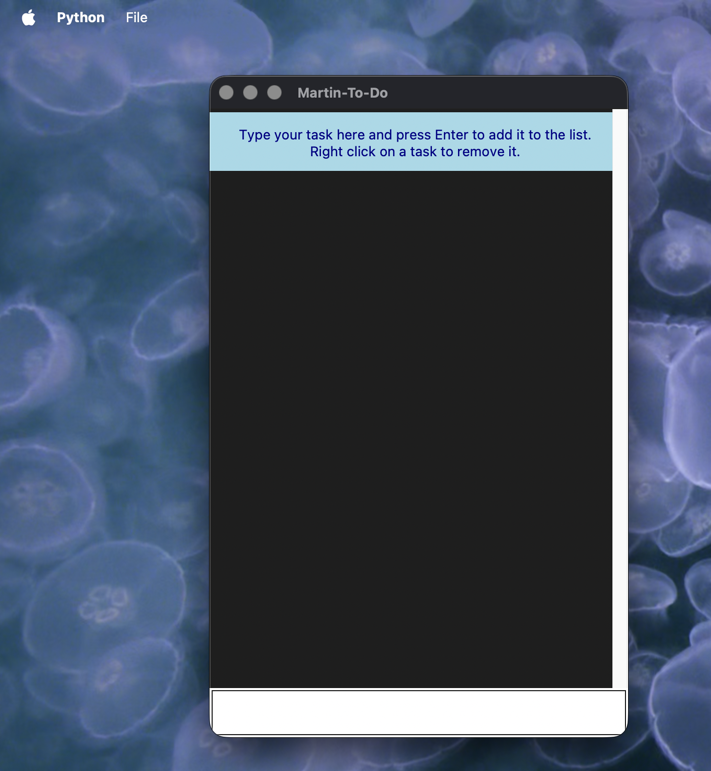 Python File
Martin-To-Do
Type your task here and press Enter to add it to the list.
Right click on a task to remove it.